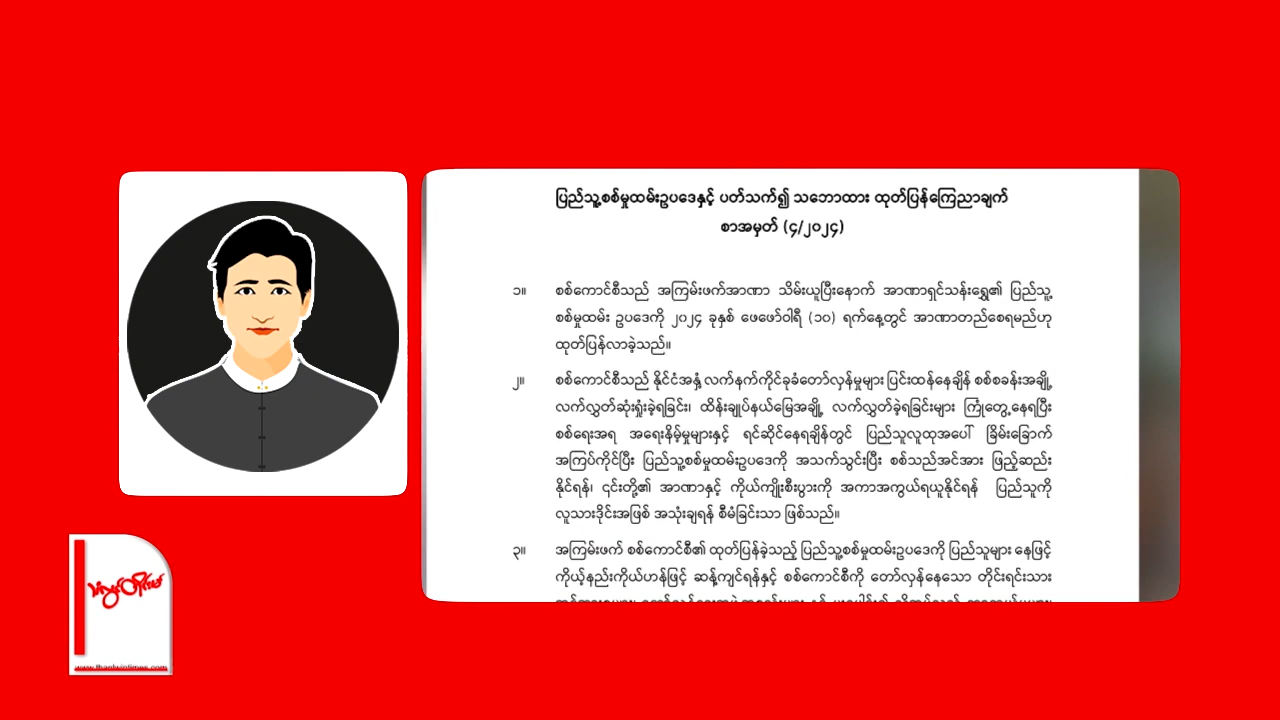 ပြည်သူ့စစ်မှုထမ်းဥပဒေနှင့် ပတ်သက်၍ သဘောထား ထုတ်ပြန်ကြေညာချက်
စာအမှတ် (၄/၂၀၂၄)
၁။ စစ်ကောင်စီသည် အကြမ်းဖက်အာဏာ သိမ်းယူပြီးနောက် အာဏာရှင်သန်းရွှေ၏ ပြည်သူ့
စစ်မှုထမ်း ဥပဒေကို ၂၀၂၄ ခုနှစ် ဖေဖော်ဝါရီ (၁၀) ရက်နေ့တွင် အာဏာတည်စေရမည်ဟု
ထုတ်ပြန်လာခဲ့သည်။
၂။ စစ်ကောင်စီသည် နိုင်ငံအနှံ့ လက်နက်ကိုင်ခုခံတော်လှန်မှုများ ပြင်းထန်နေချိန် စစ်စခန်းအချို့
လက်လွှတ်ဆုံးရှုံးခဲ့ရခြင်း၊ ထိန်းချုပ်နယ်မြေအချို့ လက်လွှတ်ခဲ့ရခြင်းများ ကြုံတွေ့နေရပြီး
စစ်ရေးအရ အရေးနိမ့်မှုများနှင့် ရင်ဆိုင်နေရချိန်တွင် ပြည်သူလူထုအပေါ် ခြိမ်းခြောက်
အကြပ်ကိုင်ပြီး ပြည်သူ့စစ်မှုထမ်းဥပဒေကို အသက်သွင်းပြီး စစ်သည်အင်အား ဖြည့်ဆည်း
နိုင်ရန်၊ ၎င်းတို့၏ အာဏာနှင့် ကိုယ်ကျိုးစီးပွားကို အကာအကွယ်ရယူနိုင်ရန် ပြည်သူကို
လူသားဒိုင်းအဖြစ် အသုံးချရန် စီမံခြင်းသာ ဖြစ်သည်။
၃။ အကြမ်းဖက် စစ်ကောင်စီ၏ ထုတ်ပြန်ခဲ့သည့် ပြည်သူ့စစ်မှုထမ်းဥပဒေကို ပြည်သူများ နေဖြင့်
ကိုယ့်နည်းကိုယ်ဟန်ဖြင့် ဆန့်ကျင်ရန်နှင့် စစ်ကောင်စီကို တော်လှန်နေသော တိုင်းရင်းသား
သံလွင်တိုင်းမ်
www.thanlwintimes.com